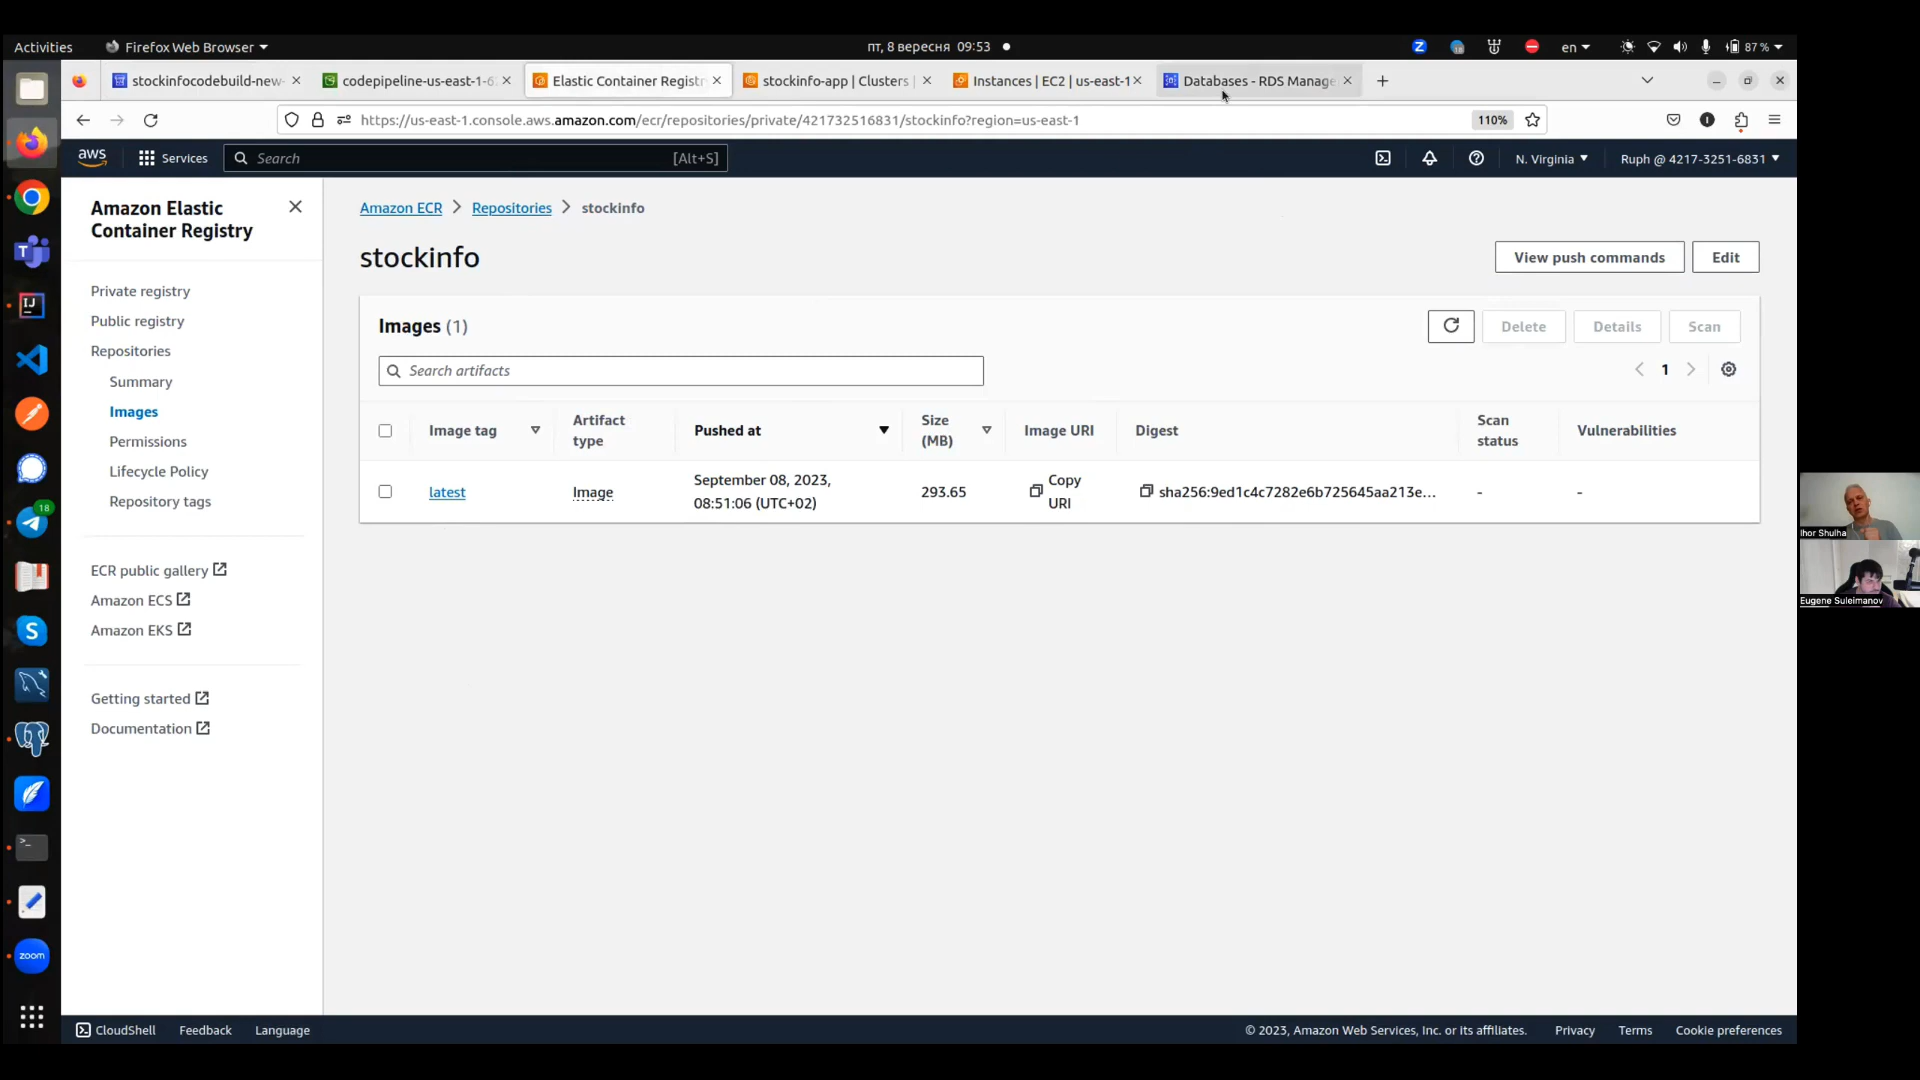 Activities
Firefox Web Browser
пт, 8 вересня 09:53
en
87 %
stockinfocodebuild-new-
codepipeline-us-east-1-6
Elastic Container Registr
stockinfo-app | Clusters |
Instances | EC2 | us-east-1
Databases - RDS Manage
https://us-east-1.console.aws.amazon.com/ecr/repositories/private/421732516831/stockinfo?region=us-east-1
110%
aws
Services
Search
[Alt+S]
N. Virginia
Ruph @ 4217-3251-6831
Amazon Elastic
Container Registry
Private registry
Public registry
Repositories
Summary
Images
Permissions
Lifecycle Policy
Repository tags
ECR public gallery
Amazon ECS
Amazon EKS
Getting started
Documentation
Amazon ECR
Repositories
stockinfo
stockinfo
View push commands
Edit
Images (1)
Delete
Details
Scan
Search artifacts
1
Image tag
Artifact
type
Pushed at
Size
(MB)
Image URI
Digest
Scan
status
Vulnerabilities
latest
Image
September 08, 2023,
08:51:06 (UTC+02)
293.65
Copy
URI
sha256:9ed1c4c7282e6b725645aa213e...
-
-
18
IJ
zoom
Ihor Shulha
Eugene Suleimanov
CloudShell
Feedback
Language
© 2023, Amazon Web Services, Inc. or its affiliates.
Privacy
Terms
Cookie preferences